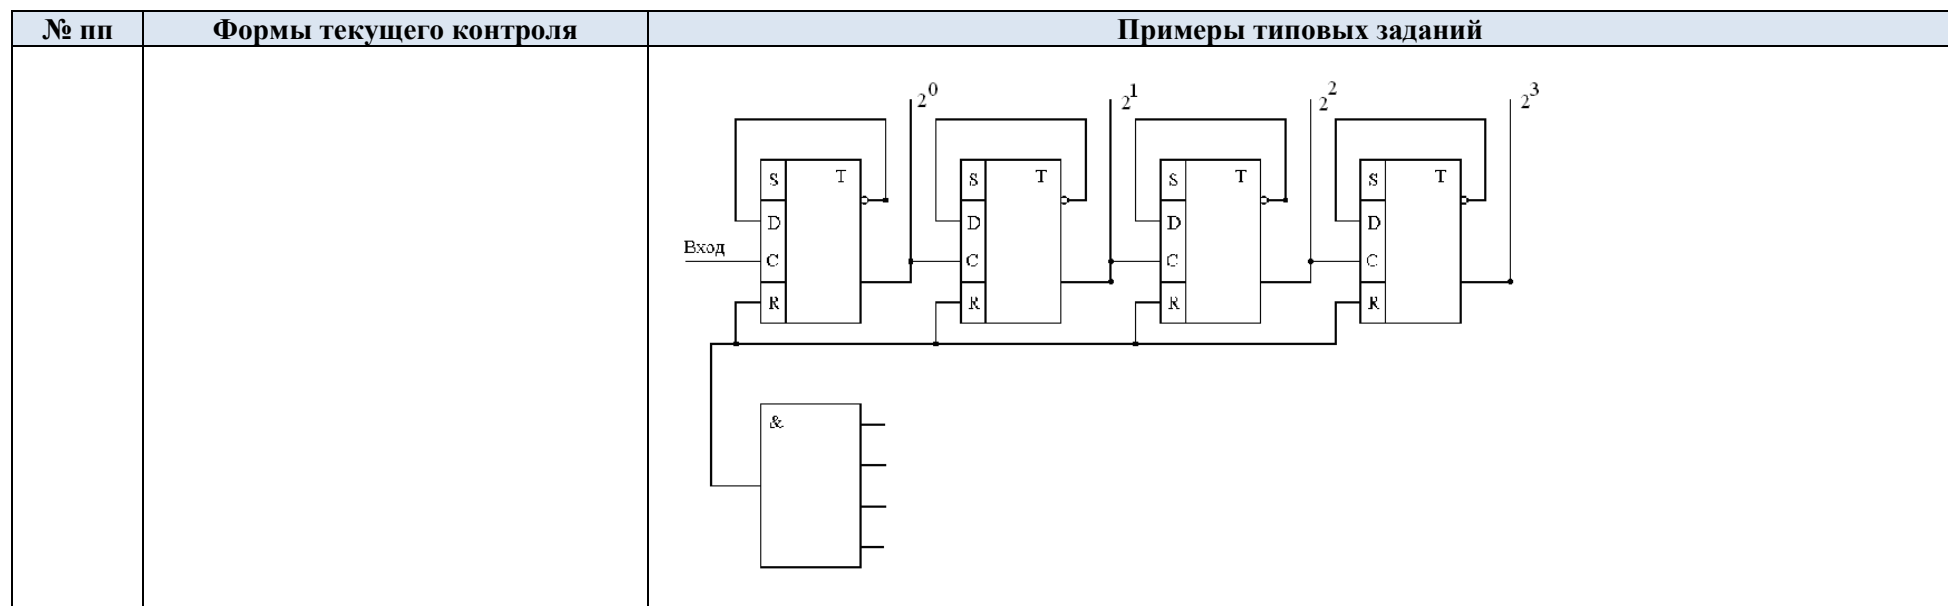 № пп Формы текущего контроля Примеры типовых заданий
2^0 2^1 2^2 2^3
S T S T S T S T
D D D D
Вход C C C C
R R R R
&